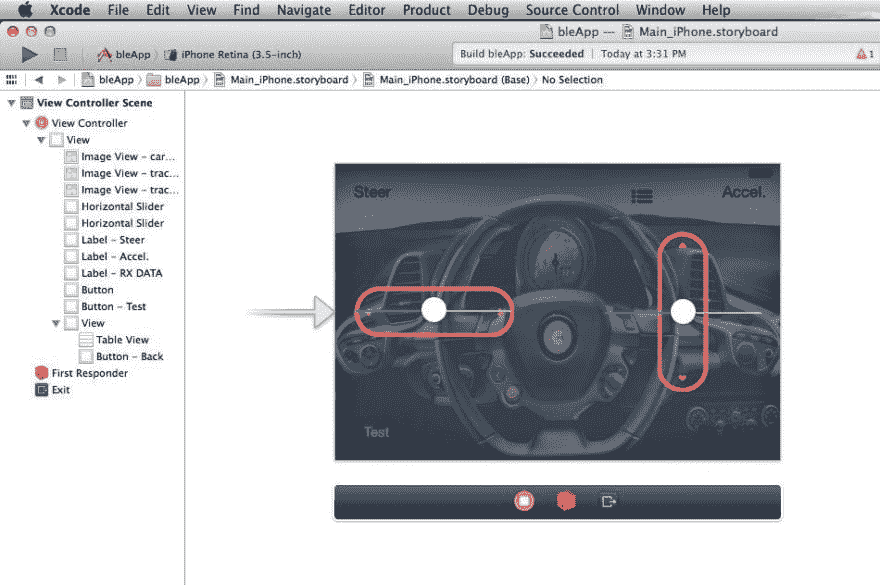 Xcode File Edit View Find Navigate Editor Product Debug Source Control Window Help
bleApp — Main_iPhone.storyboard
bleApp iPhone Retina (3.5-inch) Build bleApp: Succeeded Today at 3:31 PM 1
bleApp bleApp Main_iPhone.storyboard Main_iPhone.storyboard (Base) No Selection
View Controller Scene
View Controller
View
Image View – car...
Image View – trac...
Image View – trac...
Horizontal Slider
Horizontal Slider
Label – Steer
Label – Accel.
Label – RX DATA
Button
Button – Test
View
Table View
Button – Back
First Responder
Exit
Steer Accel.
Test